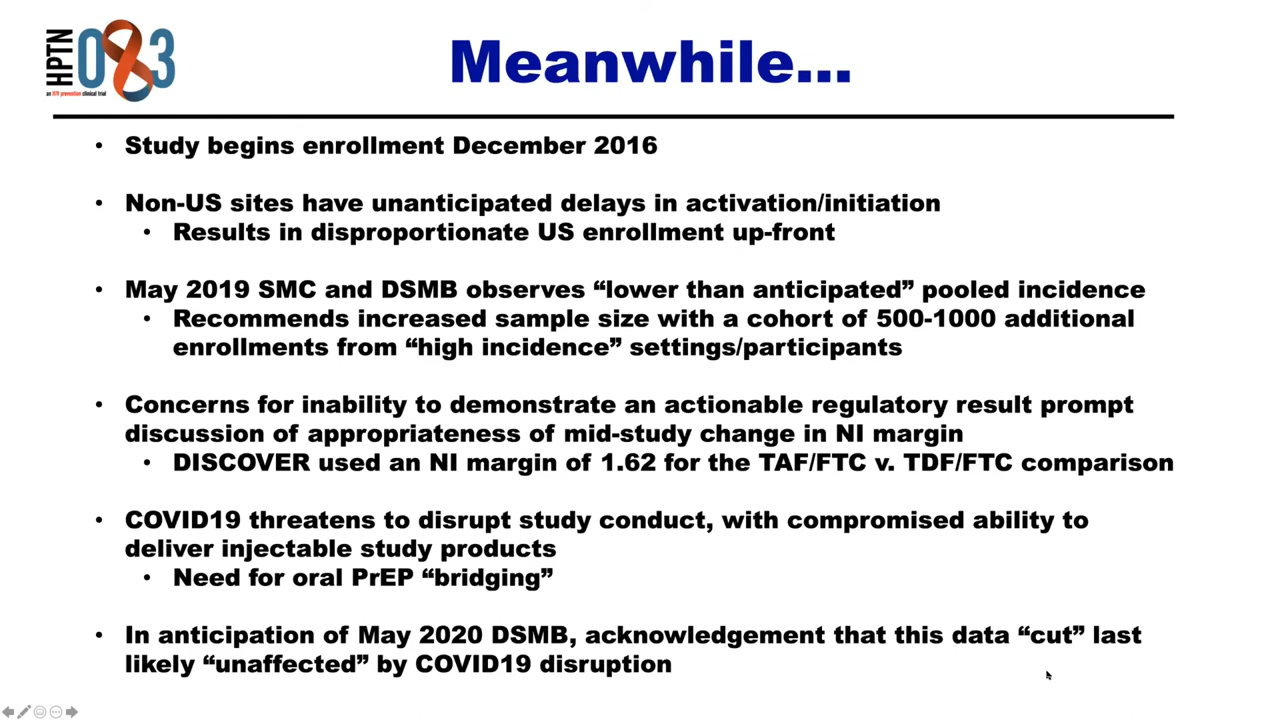 HPTN
083
an HIV prevention clinical trial
Meanwhile...
• Study begins enrollment December 2016
• Non-US sites have unanticipated delays in activation/initiation
• Results in disproportionate US enrollment up-front
• May 2019 SMC and DSMB observes “lower than anticipated” pooled incidence
• Recommends increased sample size with a cohort of 500-1000 additional
enrollments from “high incidence” settings/participants
• Concerns for inability to demonstrate an actionable regulatory result prompt
discussion of appropriateness of mid-study change in NI margin
• DISCOVER used an NI margin of 1.62 for the TAF/FTC v. TDF/FTC comparison
• COVID19 threatens to disrupt study conduct, with compromised ability to
deliver injectable study products
• Need for oral PrEP “bridging”
• In anticipation of May 2020 DSMB, acknowledgement that this data “cut” last
likely “unaffected” by COVID19 disruption